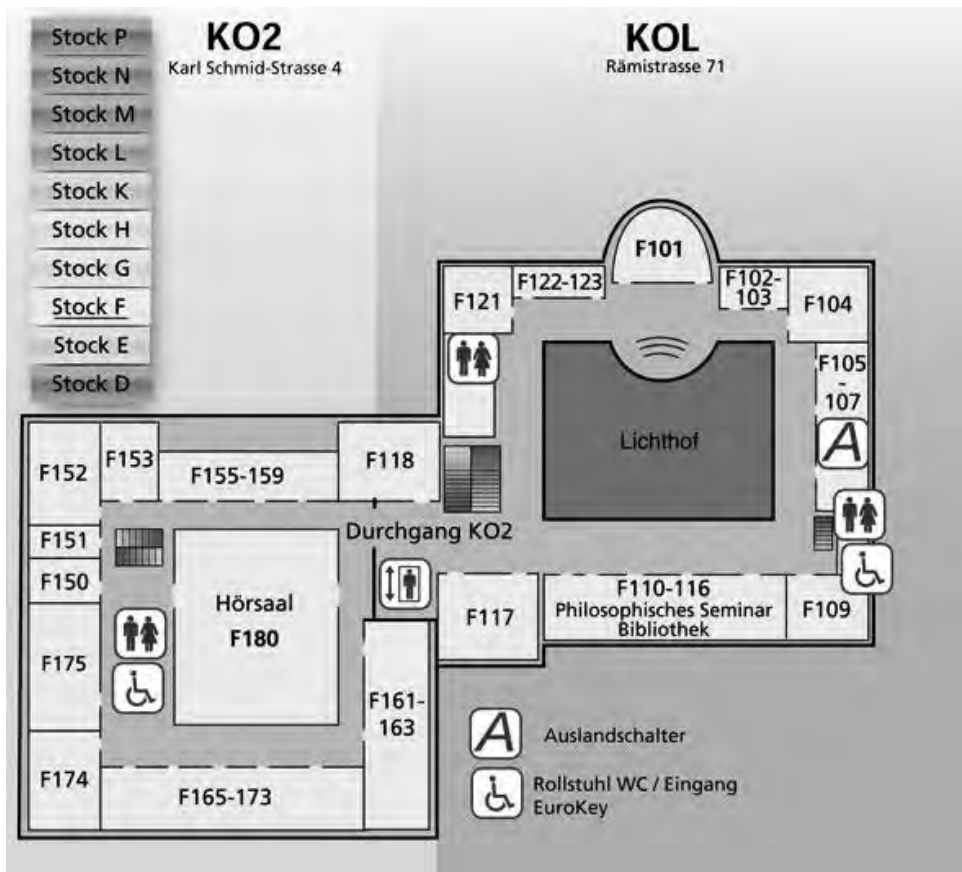 Stock P
Stock N
Stock M
Stock L
Stock K
Stock H
Stock G
Stock F
Stock E
Stock D
KO2
Karl Schmid-Strasse 4
KOL
Rämistrasse 71
F101
F121
F122-123
F102-
103
F104
F105
-
107
A
Lichthof
F152
F153
F155-159
F118
F151
F150
Durchgang KO2
Hörsaal
F180
F175
F174
F165-173
F161-
163
F117
F110-116
Philosophisches Seminar
Bibliothek
F109
A
Auslandschalter
Rollstuhl WC / Eingang
EuroKey